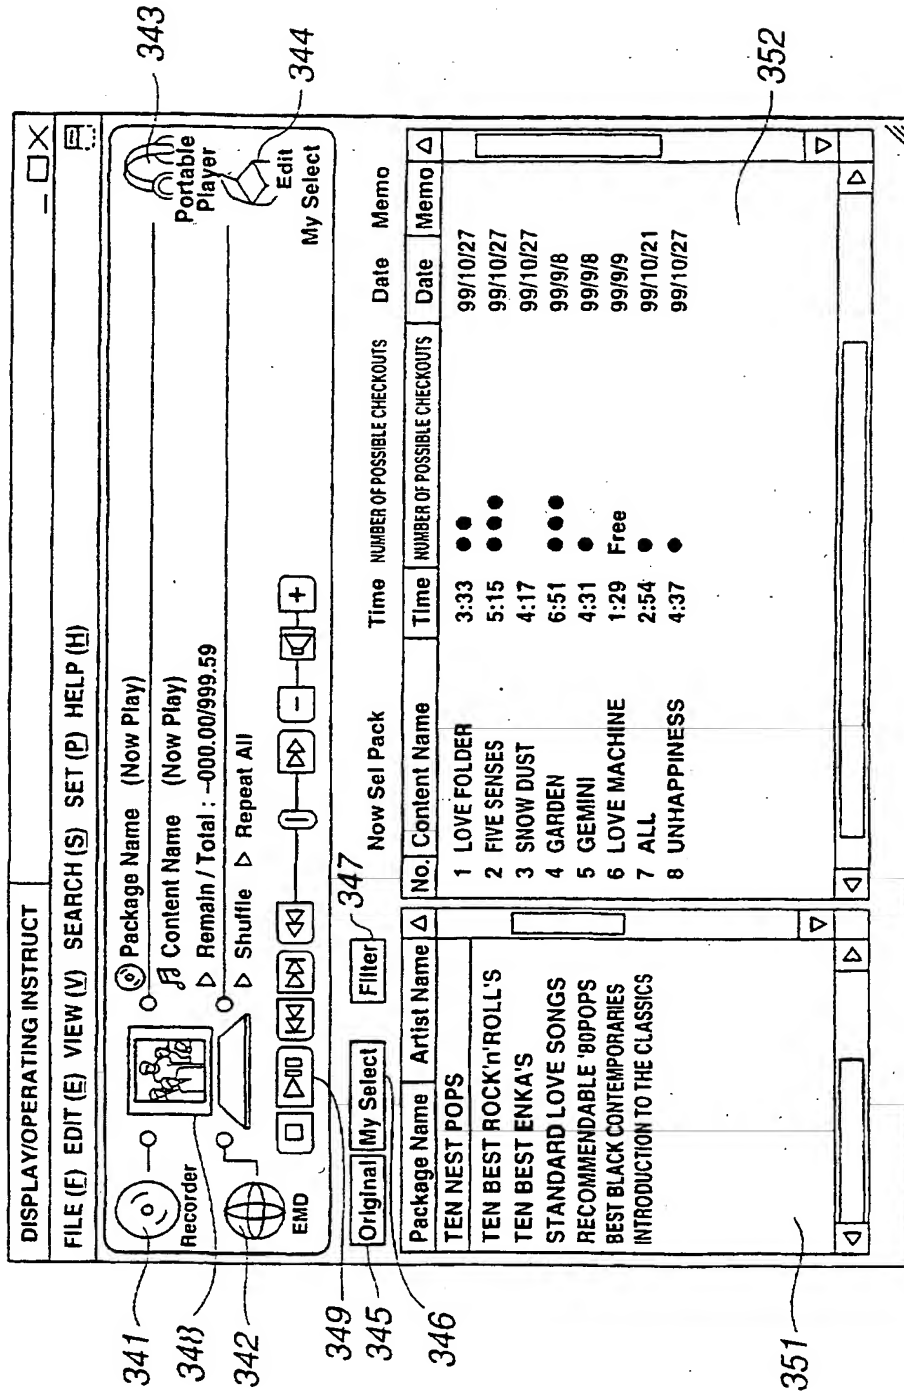 DISPLAY/OPERATING INSTRUCT
FILE (F) EDIT (E) VIEW (V) SEARCH (S) SET (P) HELP (H)
341
348
342
349
345
346
347
343
344
Recorder
EMD
Package Name (Now Play)
Content Name (Now Play)
Remain / Total : -000.00/999.59
Shuffle Repeat All
Portable
Player
Edit
My Select
Original My Select Filter
Now Sel Pack Time NUMBER OF POSSIBLE CHECKOUTS Date Memo
Package Name Artist Name
TEN NEST POPS
TEN BEST ROCK'n'ROLL'S
TEN BEST ENKA'S
STANDARD LOVE SONGS
RECOMMENDABLE '80POPS
BEST BLACK CONTEMPORARIES
INTRODUCTION TO THE CLASSICS
No. Content Name Time NUMBER OF POSSIBLE CHECKOUTS Date Memo
1 LOVE FOLDER 3:33 ●● 99/10/27
2 FIVE SENSES 5:15 ●●● 99/10/27
3 SNOW DUST 4:17 99/10/27
4 GARDEN 6:51 ●●● 99/9/8
5 GEMINI 4:31 ● 99/9/8
6 LOVE MACHINE 1:29 Free 99/9/9
7 ALL 2:54 ● 99/10/21
8 UNHAPPINESS 4:37 ● 99/10/27
351
352